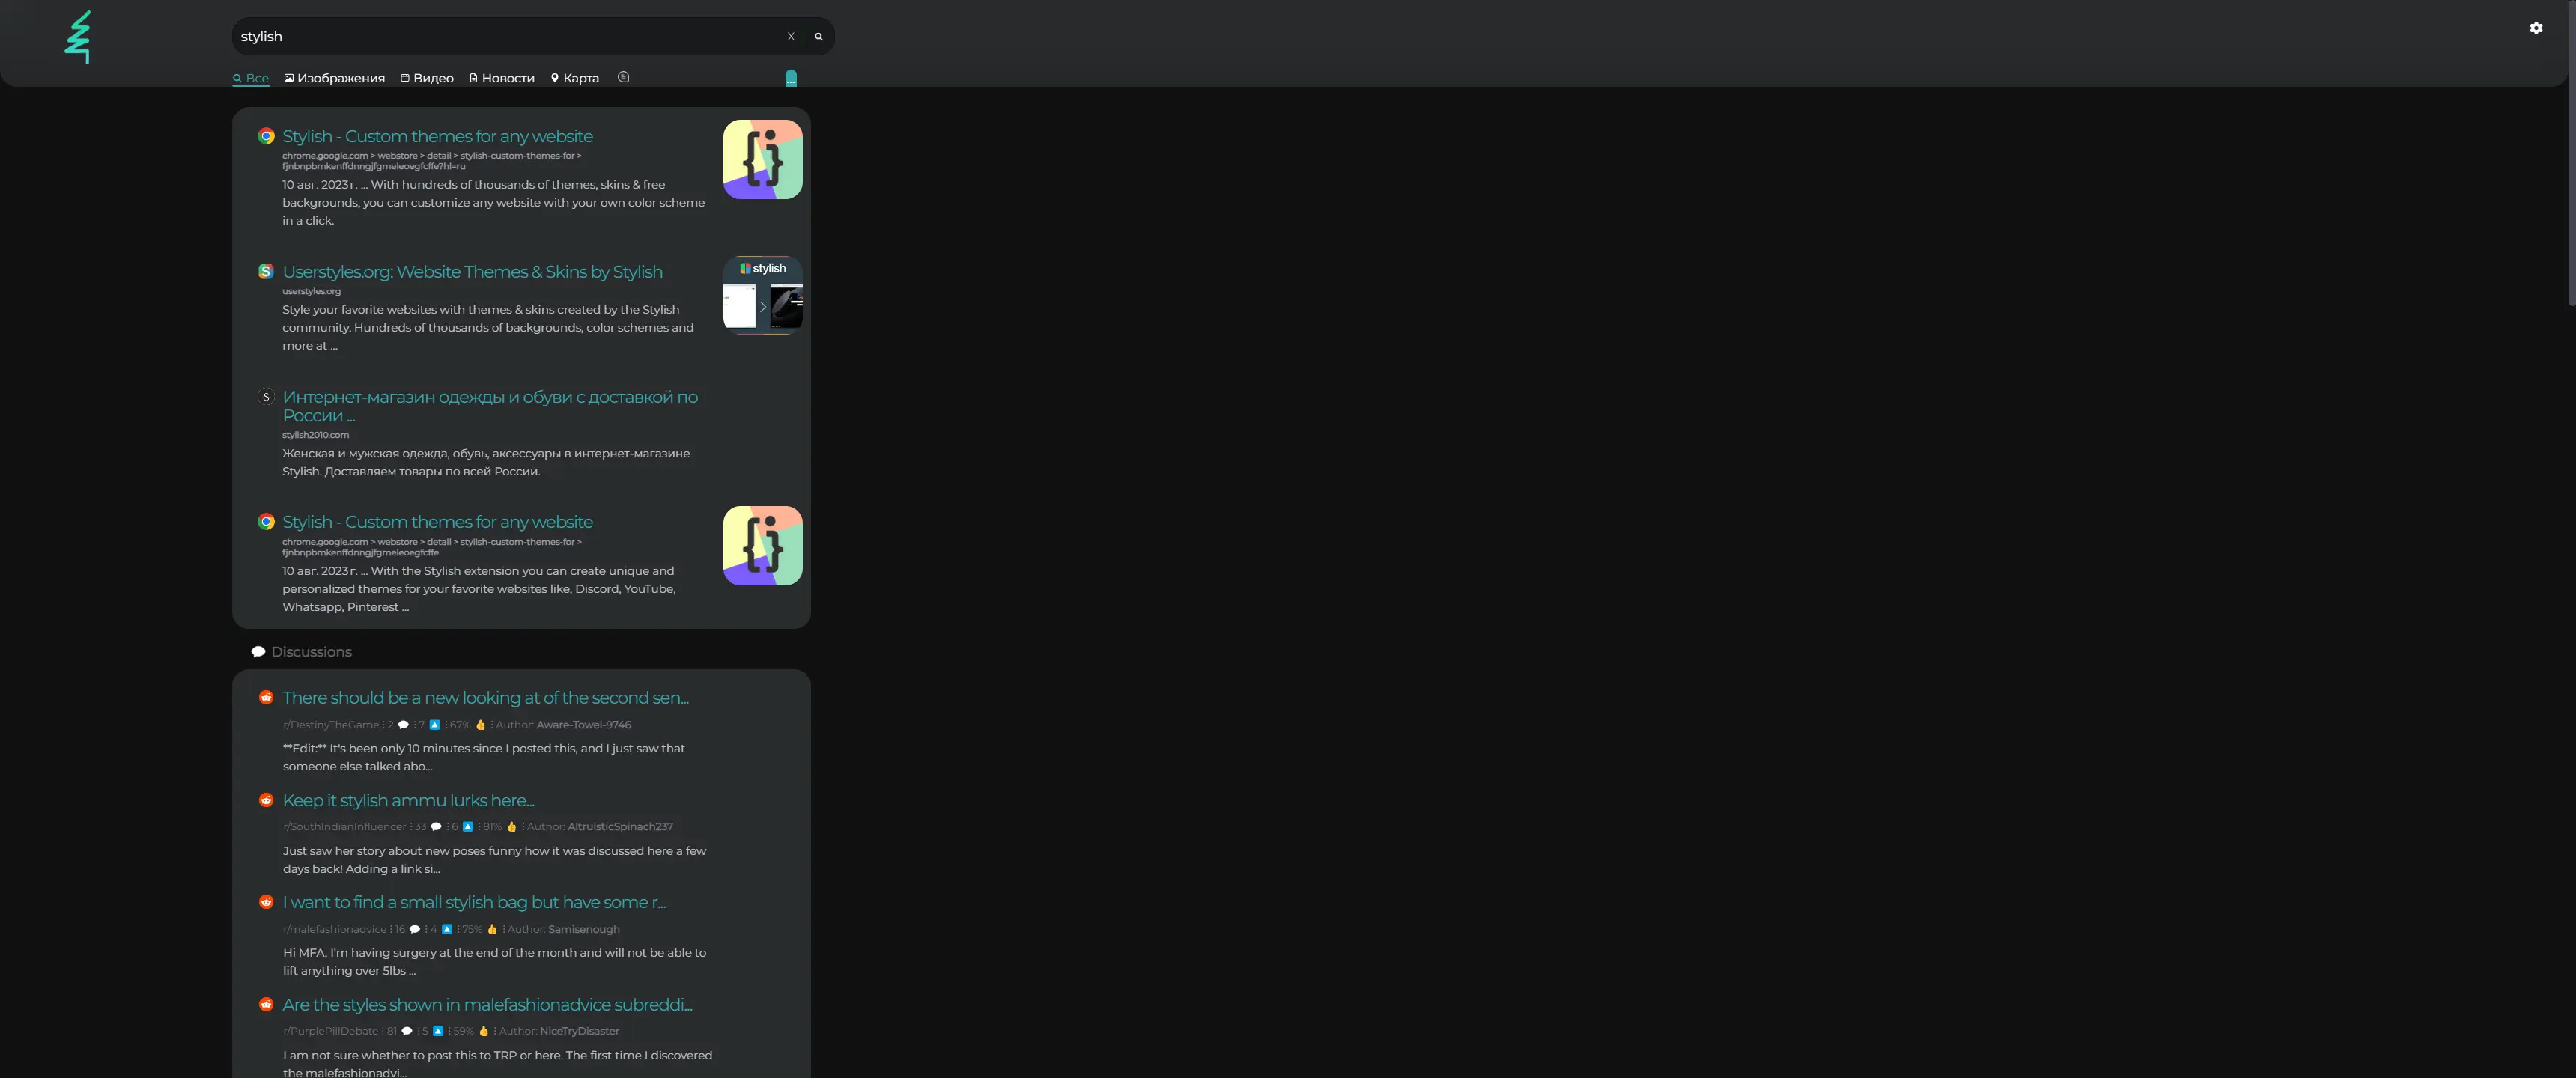 stylish
X
Все Изображения Видео Новости Карта
...
Stylish - Custom themes for any website
chrome.google.com > webstore > detail > stylish-custom-themes-for >
fjnbnpbmkenffdnngjfgmeleoegfcffe?hl=ru
10 авг. 2023 г. ... With hundreds of thousands of themes, skins & free
backgrounds, you can customize any website with your own color scheme
in a click.
Userstyles.org: Website Themes & Skins by Stylish
userstyles.org
Style your favorite websites with themes & skins created by the Stylish
community. Hundreds of thousands of backgrounds, color schemes and
more at ...
stylish
Интернет-магазин одежды и обуви с доставкой по
России ...
stylish2010.com
Женская и мужская одежда, обувь, аксессуары в интернет-магазине
Stylish. Доставляем товары по всей России.
Stylish - Custom themes for any website
chrome.google.com > webstore > detail > stylish-custom-themes-for >
fjnbnpbmkenffdnngjfgmeleoegfcffe
10 авг. 2023 г. ... With the Stylish extension you can create unique and
personalized themes for your favorite websites like, Discord, YouTube,
Whatsapp, Pinterest ...
Discussions
There should be a new looking at of the second sen...
r/DestinyTheGame ⫶ 2 💬 ⫶ 7 🔼 ⫶ 67% 👍 ⫶ Author: Aware-Towel-9746
**Edit:** It's been only 10 minutes since I posted this, and I just saw that
someone else talked abo...
Keep it stylish ammu lurks here...
r/SouthIndianInfluencer ⫶ 33 💬 ⫶ 6 🔼 ⫶ 81% 👍 ⫶ Author: AltruisticSpinach237
Just saw her story about new poses funny how it was discussed here a few
days back! Adding a link si...
I want to find a small stylish bag but have some r...
r/malefashionadvice ⫶ 16 💬 ⫶ 4 🔼 ⫶ 75% 👍 ⫶ Author: Samisenough
Hi MFA, I'm having surgery at the end of the month and will not be able to
lift anything over 5lbs ...
Are the styles shown in malefashionadvice subreddi...
r/PurplePillDebate ⫶ 81 💬 ⫶ 5 🔼 ⫶ 59% 👍 ⫶ Author: NiceTryDisaster
I am not sure whether to post this to TRP or here. The first time I discovered
the malefashionadvi...